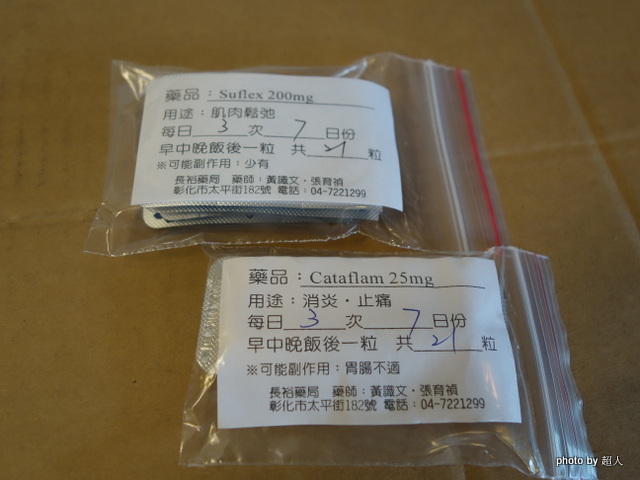 藥品：Suflex 200mg
用途：肌肉鬆弛
每日 3 次 7 日份
早中晚飯後一粒 共 21 粒
※可能副作用：少有
長裕藥局 藥師：黃識文・張育禎
彰化市太平街182號 電話：04-7221299
藥品：Cataflam 25mg
用途：消炎・止痛
每日 3 次 7 日份
早中晚飯後一粒 共 21 粒
※可能副作用：胃腸不適
長裕藥局 藥師：黃識文・張育禎
彰化市太平街182號 電話：04-7221299
photo by 超人